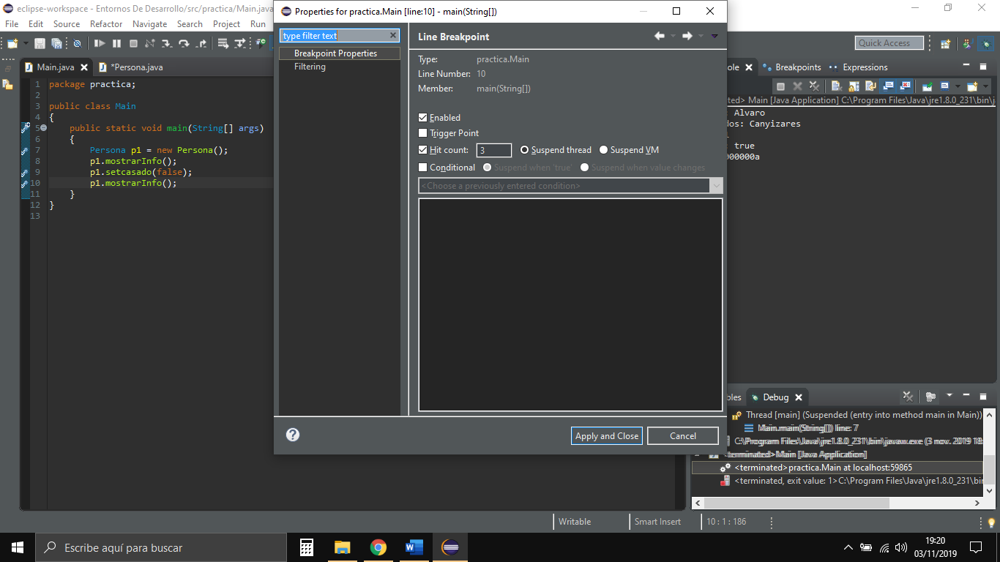 eclipse-workspace - Entornos De Desarrollo/src/practica/Main.java
File Edit Source Refactor Navigate Search Project Run
Quick Access
Main.java
*Persona.java
1 package practica;
2
3 public class Main
4 {
5 public static void main(String[] args)
6 {
7 Persona p1 = new Persona();
8 p1.mostrarInfo();
9 p1.setcasado(false);
10 p1.mostrarInfo();
11 }
12 }
13
Properties for practica.Main [line:10] - main(String[])
type filter text
Breakpoint Properties
Filtering
Line Breakpoint
Type: practica.Main
Line Number: 10
Member: main(String[])
Enabled
Trigger Point
Hit count: 3 Suspend thread Suspend VM
Conditional Suspend when 'true' Suspend when value changes
<Choose a previously entered condition>
Apply and Close
Cancel
ole Breakpoints Expressions
ted> Main [Java Application] C:\Program Files\Java\jre1.8.0_231\bin\j
Alvaro
los: Canyizares
true
000000a
bles Debug
Thread [main] (Suspended (entry into method main in Main))
Main.main(String[]) line: 7
C:\Program Files\Java\jre1.8.0_231\bin\javaw.exe (3 nov. 2019 18:
<terminated>Main [Java Application]
<terminated>practica.Main at localhost:59865
<terminated, exit value: 1>C:\Program Files\Java\jre1.8.0_231\bin
Writable
Smart Insert
10 : 1 : 186
Escribe aquí para buscar
19:20
03/11/2019